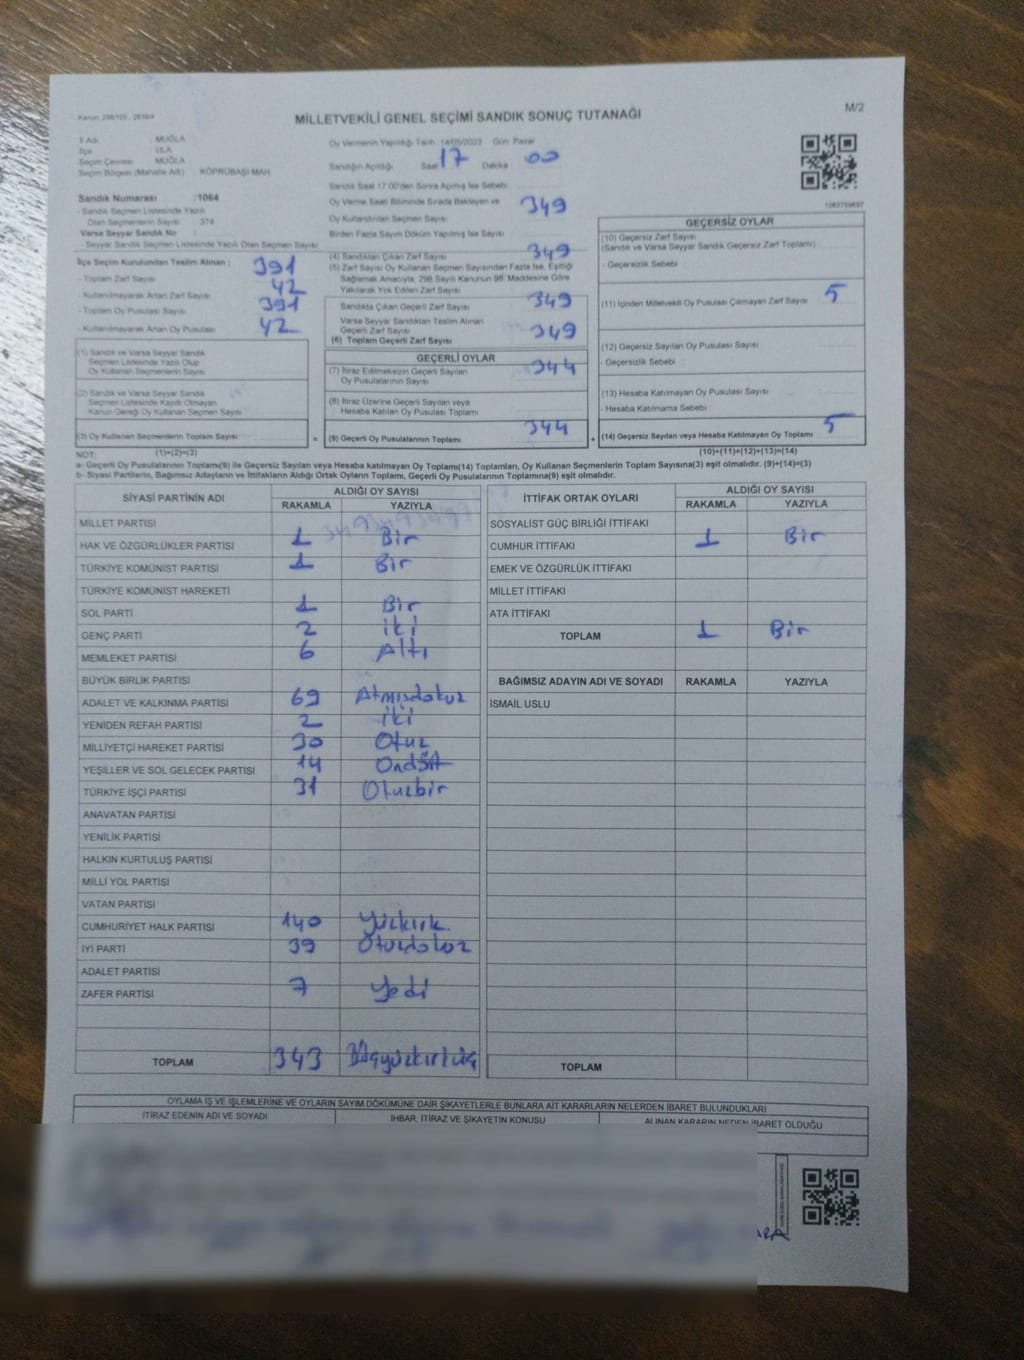 MİLLETVEKİLİ GENEL SEÇİMİ SANDIK SONUÇ TUTANAĞI
M/2
İl Adı : MUĞLA
İlçe : ULA
Seçim Çevresi : MUĞLA
Seçim Bölgesi (Mahalle Adı) : KÖPRÜBAŞI MAH
Oy Vermenin Yapıldığı Tarih : 14/05/2023 Gün: Pazar
Sandığın Açıldığı Saat 17 Dakika 00
Sandık Saat 17:00'den Sonra Açılmış İse Sebebi
Sandık Numarası :1064
- Sandık Seçmen Listesinde Yazılı
Olan Seçmenlerin Sayısı : 374
Varsa Seyyar Sandık No :
- Seyyar Sandık Seçmen Listesinde Yazılı Olan Seçmen Sayısı
Oy Verme Saati Bitiminde Sırada Bekleyen ve 349
Oy Kullandırılan Seçmen Sayısı
Birden Fazla Sayım Döküm Yapılmış İse Sayısı
İlçe Seçim Kurulundan Teslim Alınan ; 391
- Toplam Zarf Sayısı 42
- Kullanılmayarak Artan Zarf Sayısı 391
- Toplam Oy Pusulası
- Kullanılmayarak Artan Oy Pusulası 42
(4) Sandıktan Çıkan Zarf Sayısı 349
(5) Zarf Sayısı Oy Kullanan Seçmen Sayısından Fazla İse, Eşitliği
Sağlamak Amacıyla, 298 Sayılı Kanunun 98. Maddesine Göre
Yakılarak Yok Edilen Zarf Sayısı
Sandıkta Çıkan Geçerli Zarf Sayısı 349
Varsa Seyyar Sandıktan Teslim Alınan
Geçerli Zarf Sayısı 349
(6) Toplam Geçerli Zarf Sayısı
GEÇERSİZ OYLAR
(10) Geçersiz Zarf Sayısı
(Sandık ve Varsa Seyyar Sandık Geçersiz Zarf Toplamı)
- Geçersizlik Sebebi
(11) İçinden Milletvekili Oy Pusulası Çıkmayan Zarf Sayısı 5
(12) Geçersiz Sayılan Oy Pusulası Sayısı
- Geçersizlik Sebebi
(13) Hesaba Katılmayan Oy Pusulası Sayısı
- Hesaba Katılmama Sebebi
(14) Geçersiz Sayılan veya Hesaba Katılmayan Oy Toplamı 5
(1) Sandık ve Varsa Seyyar Sandık
Seçmen Listesinde Yazılı Olup
Oy Kullanan Seçmenlerin Sayısı
(2) Sandık ve Varsa Seyyar Sandık
Seçmen Listesinde Kayıtlı Olmayan
Kanun Gereği Oy Kullanan Seçmen Sayısı
(3) Oy Kullanan Seçmenlerin Toplam Sayısı =
GEÇERLİ OYLAR
(7) İtiraz Edilmeksizin Geçerli Sayılan 344
Oy Pusulalarının Sayısı
(8) İtiraz Üzerine Geçerli Sayılan veya
Hesaba Katılan Oy Pusulası Toplamı
(9) Geçerli Oy Pusulalarının Toplamı 344 +
NOT: (1)+(2)=(3) (10)+(11)+(12)+(13)=(14)
a- Geçerli Oy Pusulalarının Toplamı(9) ile Geçersiz Sayılan veya Hesaba katılmayan Oy Toplamı(14) Toplamları, Oy Kullanan Seçmenlerin Toplam Sayısına(3) eşit olmalıdır. (9)+(14)=(3)
b- Siyasi Partilerin, Bağımsız Adayların ve İttifakların Aldığı Ortak Oyların Toplamı, Geçerli Oy Pusulalarının Toplamına(9) eşit olmalıdır.
SİYASİ PARTİNİN ADI ALDIĞI OY SAYISI
RAKAMLA YAZIYLA
MİLLET PARTİSI
HAK VE ÖZGÜRLÜKLER PARTİSİ 1 Bir
TÜRKİYE KOMÜNİST PARTİSİ 1 Bir
TÜRKİYE KOMÜNİST HAREKETİ
SOL PARTİ 1 Bir
GENÇ PARTİ 2 iki
MEMLEKET PARTİSİ 6 Altı
BÜYÜK BİRLİK PARTİSİ
ADALET VE KALKINMA PARTİSİ 69 Atmışdokuz
YENİDEN REFAH PARTİSİ 2 iki
MİLLİYETÇİ HAREKET PARTİSİ 30 Otuz
YEŞİLLER VE SOL GELECEK PARTİSİ 14 Ondört
TÜRKİYE İŞÇİ PARTİSİ 31 Oturbir
ANAVATAN PARTİSİ
YENİLİK PARTİSİ
HALKIN KURTULUŞ PARTİSİ
MİLLİ YOL PARTİSİ
VATAN PARTİSİ
CUMHURİYET HALK PARTİSİ 140 Yüzkırk
İYİ PARTİ 39 Oturdokuz
ADALET PARTİSİ
ZAFER PARTİSİ 7 Yedi
TOPLAM 343
İTTİFAK ORTAK OYLARI ALDIĞI OY SAYISI
RAKAMLA YAZIYLA
SOSYALİST GÜÇ BİRLİĞİ İTTİFAKI
CUMHUR İTTİFAKI 1 Bir
EMEK VE ÖZGÜRLÜK İTTİFAKI
MİLLET İTTİFAKI
ATA İTTİFAKI
TOPLAM 1 Bir
BAĞIMSIZ ADAYIN ADI VE SOYADI RAKAMLA YAZIYLA
İSMAİL USLU
TOPLAM
OYLAMA İŞ VE İŞLEMLERİNE VE OYLARIN SAYIM DÖKÜMÜNE DAİR ŞİKAYETLERLE BUNLARA AİT KARARLARIN NELERDEN İBARET BULUNDUKLARI
İTİRAZ EDENİN ADI VE SOYADI İHBAR, İTİRAZ VE ŞİKAYETİN KONUSU ALINAN KARARIN NEDEN İBARET OLDUĞU